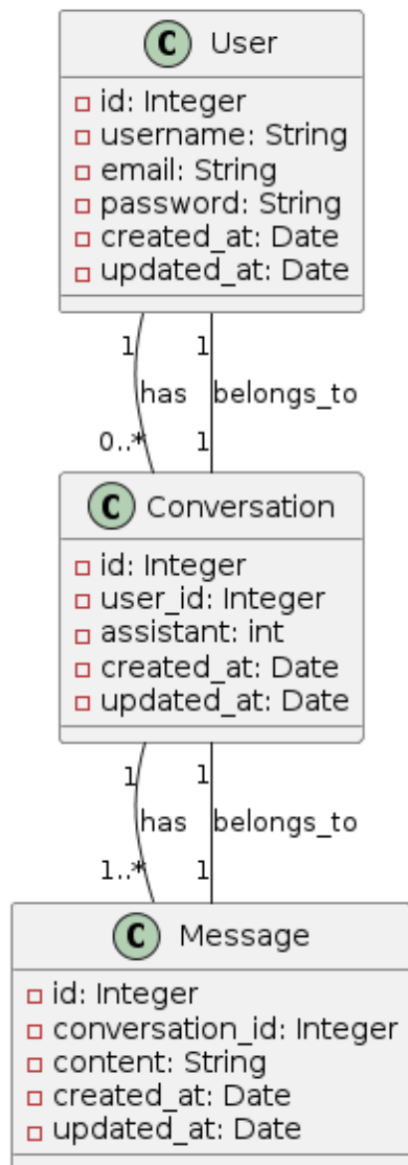 C User
id: Integer
username: String
email: String
password: String
created_at: Date
updated_at: Date
1 1
has belongs_to
0..* 1
C Conversation
id: Integer
user_id: Integer
assistant: int
created_at: Date
updated_at: Date
1 1
has belongs_to
1..* 1
C Message
id: Integer
conversation_id: Integer
content: String
created_at: Date
updated_at: Date